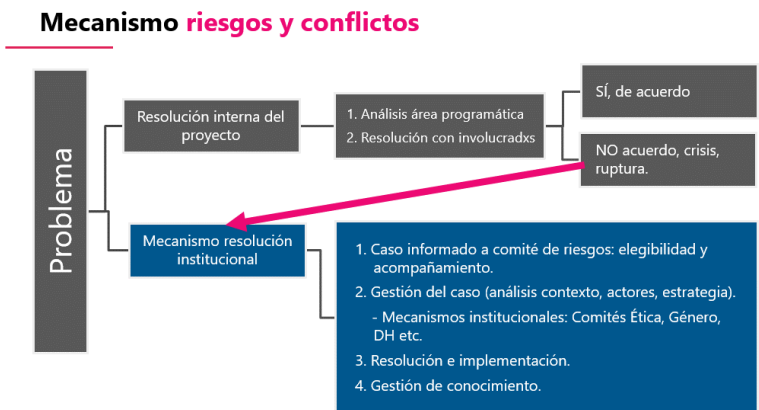 Mecanismo riesgos y conflictos
Problema
Resolución interna del
proyecto
1. Análisis área programática
2. Resolución con involucradxs
SÍ, de acuerdo
NO acuerdo, crisis,
ruptura.
Mecanismo resolución
institucional
1. Caso informado a comité de riesgos: elegibilidad y
acompañamiento.
2. Gestión del caso (análisis contexto, actores, estrategia).
- Mecanismos institucionales: Comités Ética, Género,
DH etc.
3. Resolución e implementación.
4. Gestión de conocimiento.